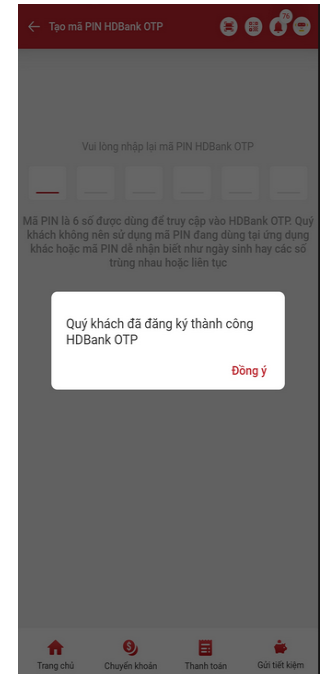 Tạo mã PIN HDBank OTP
76
Vui lòng nhập lại mã PIN HDBank OTP
Mã PIN là 6 số được dùng để truy cập vào HDBank OTP. Quý
khách không nên sử dụng mã PIN đang dùng tại ứng dụng
khác hoặc mã PIN dễ nhận biết như ngày sinh hay các số
trùng nhau hoặc liên tục
Quý khách đã đăng ký thành công
HDBank OTP
Đồng ý
Trang chủ
Chuyển khoản
Thanh toán
Gửi tiết kiệm